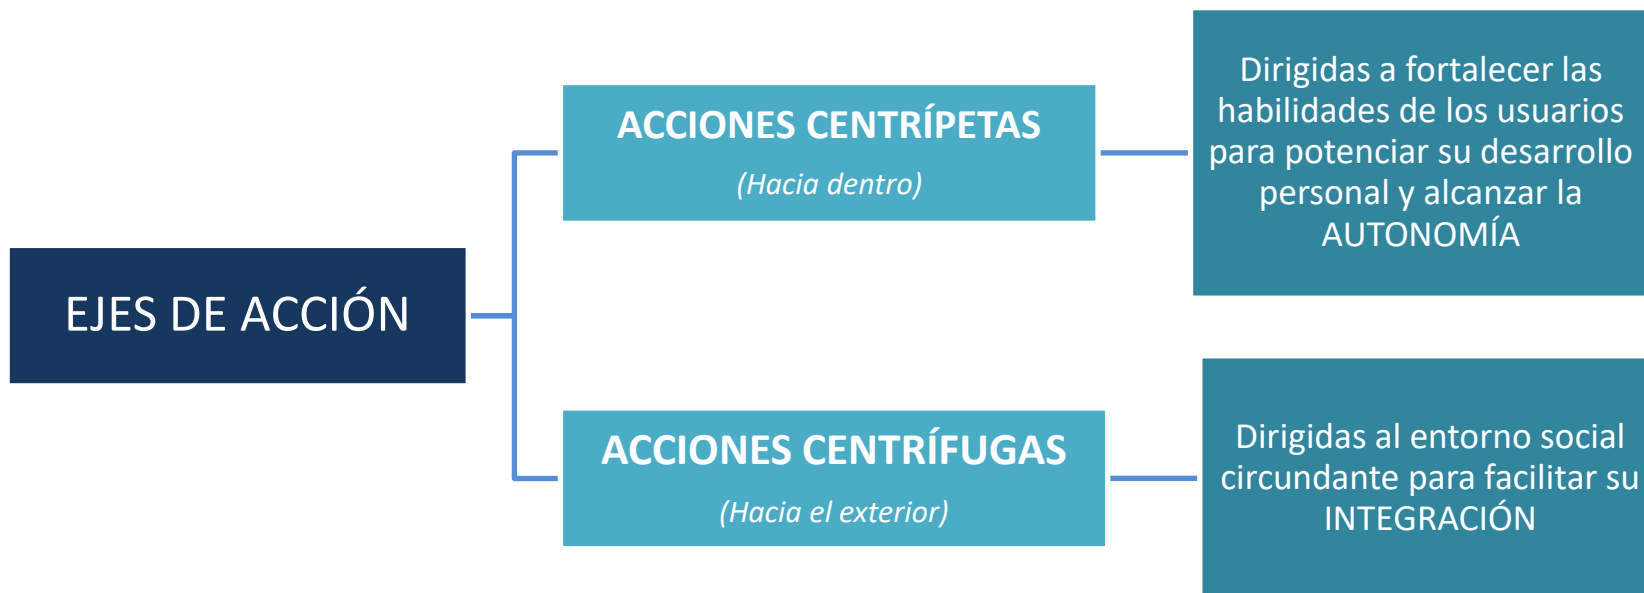 EJES DE ACCIÓN
ACCIONES CENTRÍPETAS
(Hacia dentro)
Dirigidas a fortalecer las
habilidades de los usuarios
para potenciar su desarrollo
personal y alcanzar la
AUTONOMÍA
ACCIONES CENTRÍFUGAS
(Hacia el exterior)
Dirigidas al entorno social
circundante para facilitar su
INTEGRACIÓN